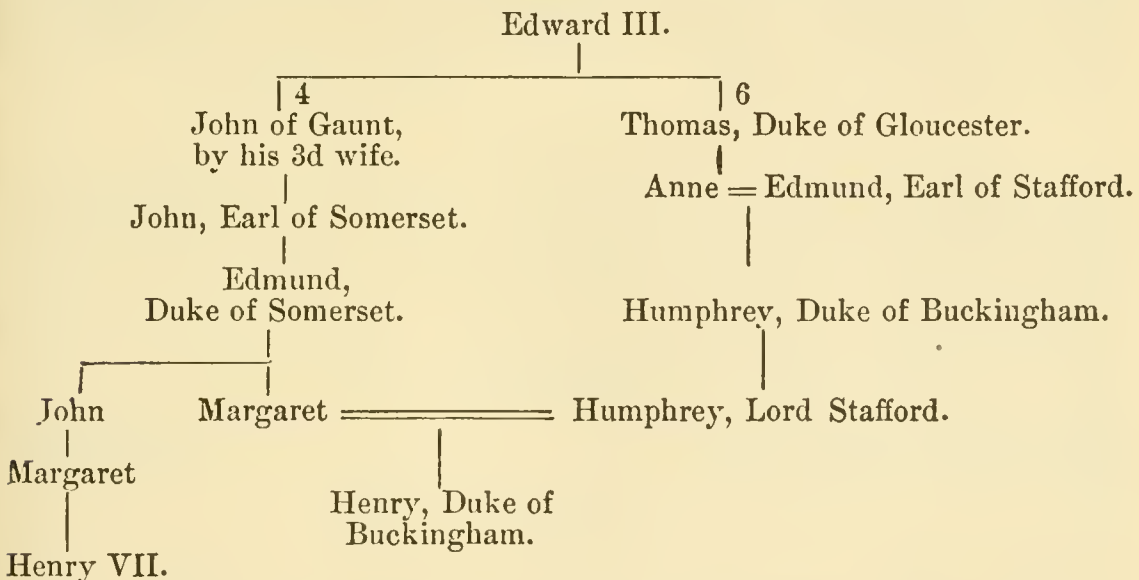 Edward III.
4
6
John of Gaunt,
by his 3d wife.
Thomas, Duke of Gloucester.
Anne = Edmund, Earl of Stafford.
John, Earl of Somerset.
Edmund,
Duke of Somerset.
Humphrey, Duke of Buckingham.
John
Margaret
Humphrey, Lord Stafford.
Margaret
Henry, Duke of
Buckingham.
Henry VII.